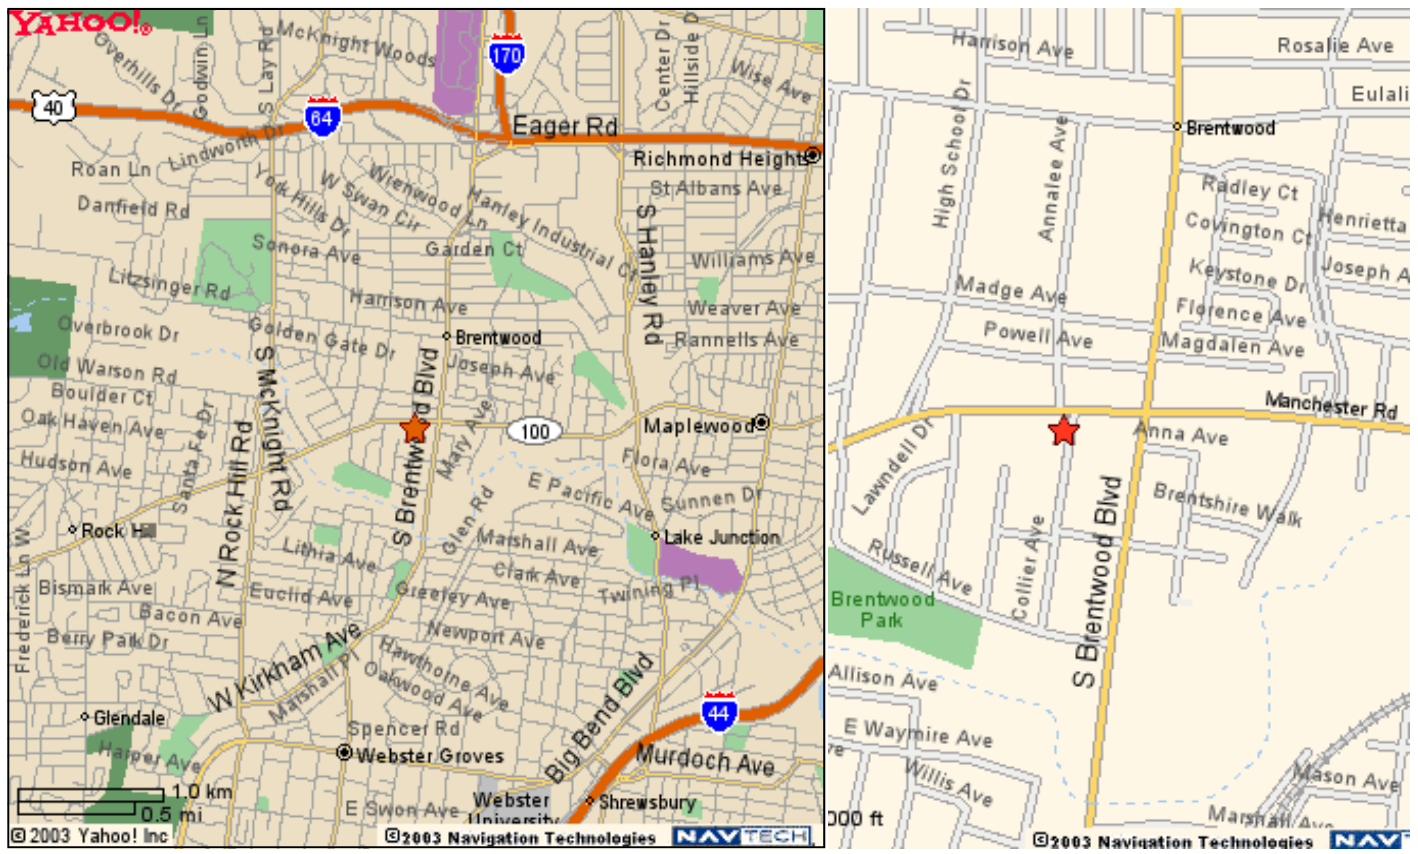 YAHOO!®
McKnight Woods
Overhills Dr
Godwin Ln
S Lay Rd
170
Center Dr
Hillside D
Wise Ave
40
64
Eager Rd
Lindworth Dr
Richmond Heights
Roan Ln
York Hills Dr
W Swan Cir
Wrenwood Ln
Hanley Industrial Ct
St Albans Ave
Danfield Rd
S Hanley Rd
Sonora Ave
Garden Ct
Williams Ave
Litzsinger Rd
Harrison Ave
Weaver Ave
Overbrook Dr
Golden Gate Dr
Brentwood
Rannells Ave
Old Warson Rd
S McKnight Rd
Joseph Ave
Boulder Ct
S Brentwood Blvd
Oak Haven Ave
Santa Fe Dr
Mary Ave
100
Maplewood
Hudson Ave
N Rock Hill Rd
Flora Ave
E Pacific Ave
Sunnen Dr
Rock Hill
Glen Rd
Lake Junction
Lithia Ave
Marshall Ave
Clark Ave
Frederick Ln W
Bismark Ave
Euclid Ave
Greeley Ave
Twining Pl
Bacon Ave
Newport Ave
Berry Park Dr
W Kirkham Ave
Hawthorne Ave
Marshall Pl
Oakwood Ave
Big Bend Blvd
44
Glendale
Spencer Rd
Harper Ave
Webster Groves
Murdoch Ave
1.0 km
0.5 mi
E Swon Ave
Webster
University
Shrewsbury
©2003 Yahoo! Inc
©2003 Navigation Technologies
NAVTECH
Harrison Ave
Rosalie Ave
Eulali
High School Dr
Annalee Ave
Brentwood
Radley Ct
Henrietta
Covington Ct
Joseph A
Keystone Dr
Madge Ave
Florence Ave
Powell Ave
Magdalen Ave
Manchester Rd
Lawndell Dr
Anna Ave
Brentshire Walk
S Brentwood Blvd
Russell Ave
Collier Ave
Brentwood
Park
Allison Ave
E Waymire Ave
re
Willis Ave
Mason Ave
Marshall Ave
000 ft
©2003 Navigation Technologies
NAV